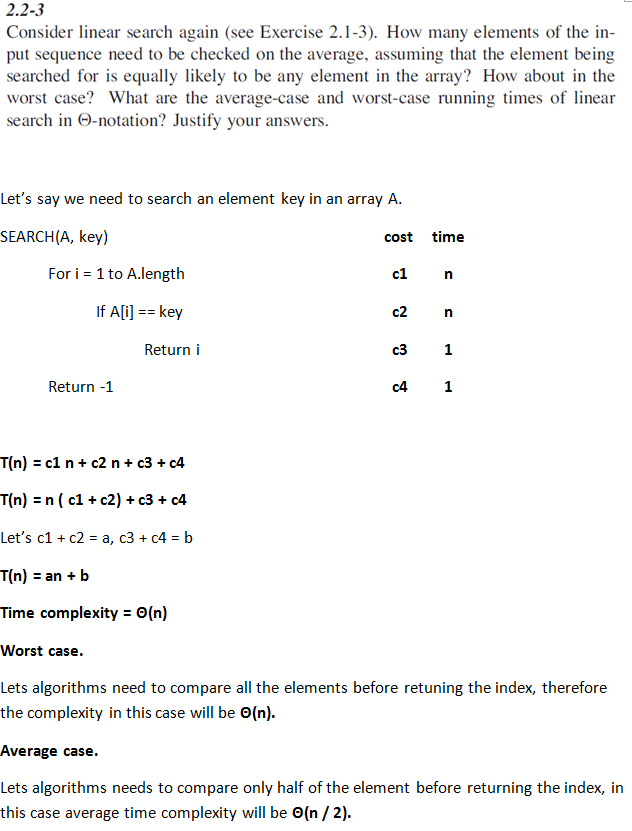 2.2-3
Consider linear search again (see Exercise 2.1-3). How many elements of the in-
put sequence need to be checked on the average, assuming that the element being
searched for is equally likely to be any element in the array? How about in the
worst case? What are the average-case and worst-case running times of linear
search in Θ-notation? Justify your answers.
Let's say we need to search an element key in an array A.
SEARCH(A, key) cost time
For i = 1 to A.length c1 n
If A[i] == key c2 n
Return i c3 1
Return -1 c4 1
T(n) = c1 n + c2 n + c3 + c4
T(n) = n ( c1 + c2) + c3 + c4
Let's c1 + c2 = a, c3 + c4 = b
T(n) = an + b
Time complexity = Θ(n)
Worst case.
Lets algorithms need to compare all the elements before retuning the index, therefore
the complexity in this case will be Θ(n).
Average case.
Lets algorithms needs to compare only half of the element before returning the index, in
this case average time complexity will be Θ(n / 2).